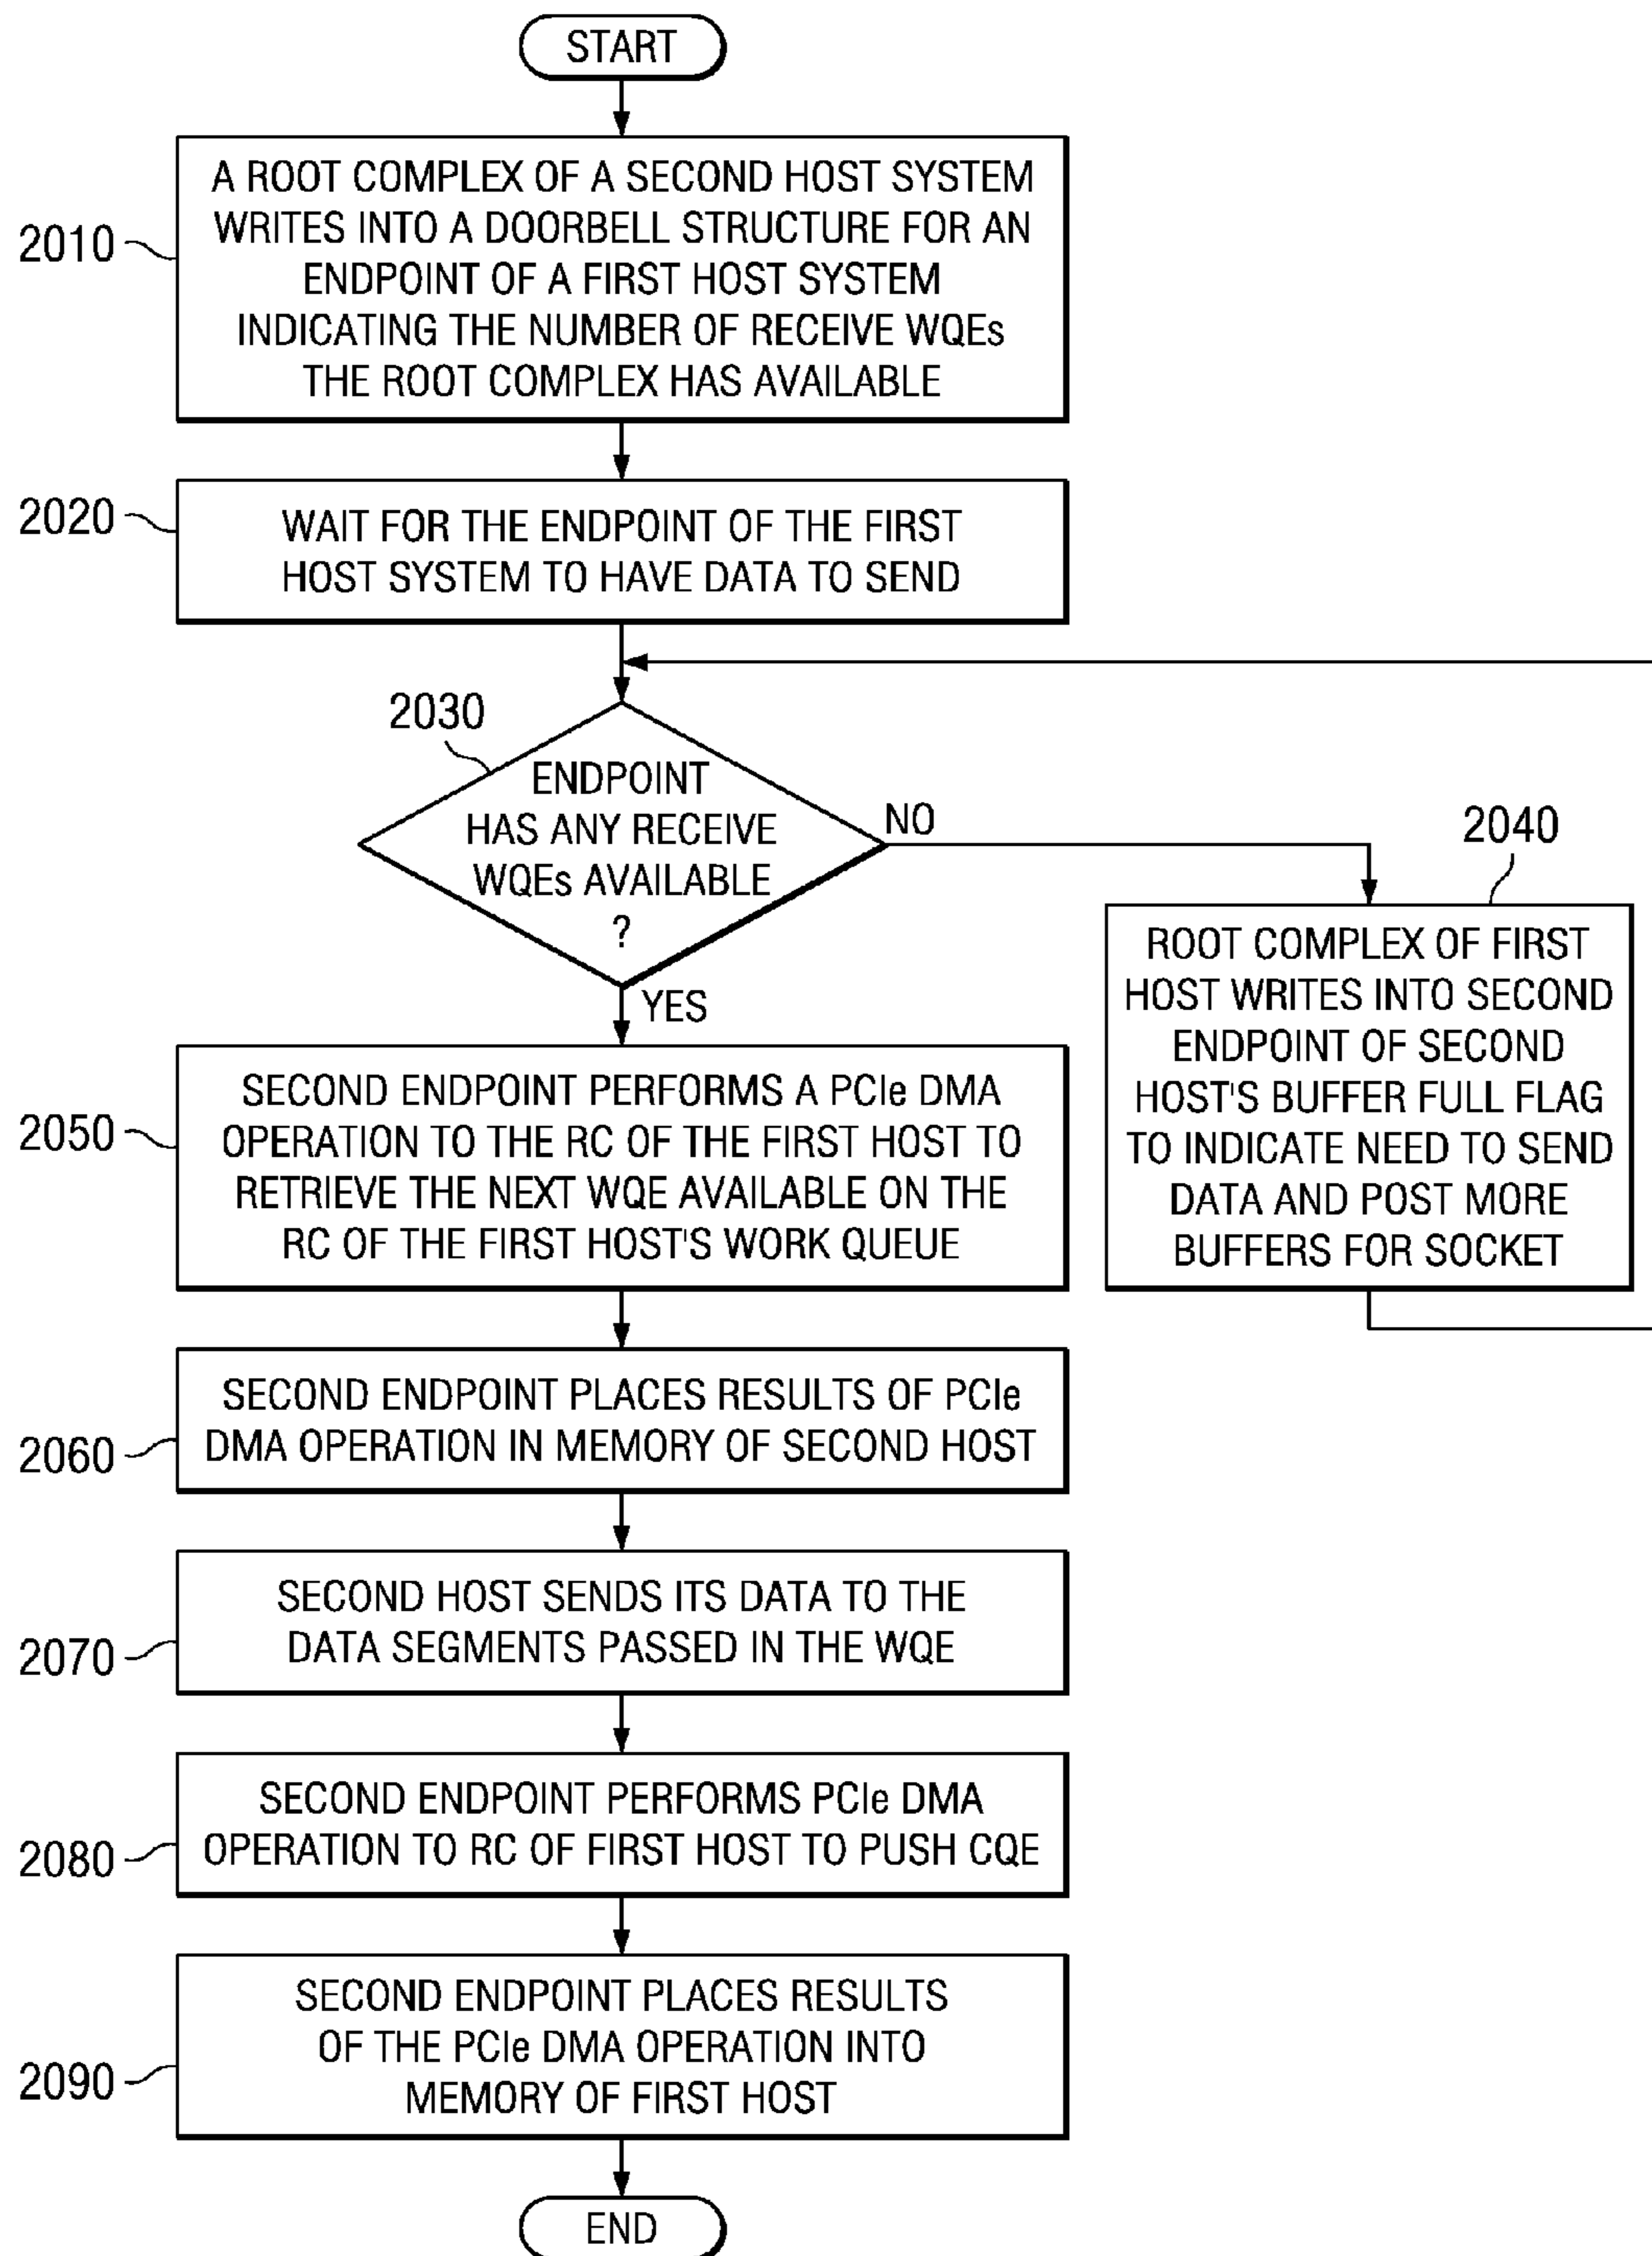 START
2010
A ROOT COMPLEX OF A SECOND HOST SYSTEM
WRITES INTO A DOORBELL STRUCTURE FOR AN
ENDPOINT OF A FIRST HOST SYSTEM
INDICATING THE NUMBER OF RECEIVE WQEs
THE ROOT COMPLEX HAS AVAILABLE
2020
WAIT FOR THE ENDPOINT OF THE FIRST
HOST SYSTEM TO HAVE DATA TO SEND
2030
ENDPOINT
HAS ANY RECEIVE
WQEs AVAILABLE
?
NO
YES
2040
ROOT COMPLEX OF FIRST
HOST WRITES INTO SECOND
ENDPOINT OF SECOND
HOST'S BUFFER FULL FLAG
TO INDICATE NEED TO SEND
DATA AND POST MORE
BUFFERS FOR SOCKET
2050
SECOND ENDPOINT PERFORMS A PCIe DMA
OPERATION TO THE RC OF THE FIRST HOST TO
RETRIEVE THE NEXT WQE AVAILABLE ON THE
RC OF THE FIRST HOST'S WORK QUEUE
2060
SECOND ENDPOINT PLACES RESULTS OF PCIe
DMA OPERATION IN MEMORY OF SECOND HOST
2070
SECOND HOST SENDS ITS DATA TO THE
DATA SEGMENTS PASSED IN THE WQE
2080
SECOND ENDPOINT PERFORMS PCIe DMA
OPERATION TO RC OF FIRST HOST TO PUSH CQE
2090
SECOND ENDPOINT PLACES RESULTS
OF THE PCIe DMA OPERATION INTO
MEMORY OF FIRST HOST
END